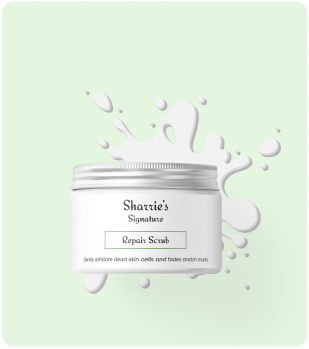 Sharrie's
Signature
Repair Scrub
Gently exfoliate dead skin cells and fades stretch marks